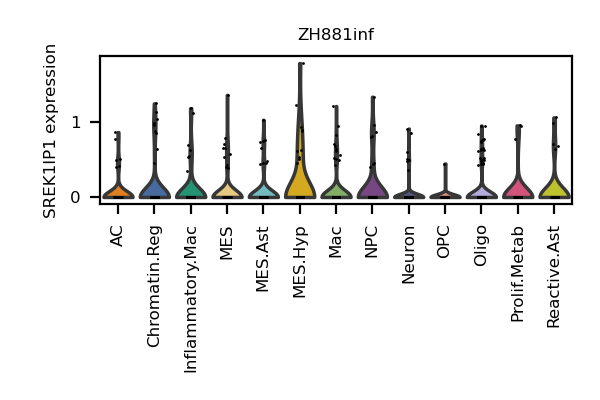 ZH881inf
SREK1IP1 expression
1
0
AC
Chromatin.Reg
Inflammatory.Mac
MES
MES.Ast
MES.Hyp
Mac
NPC
Neuron
OPC
Oligo
Prolif.Metab
Reactive.Ast